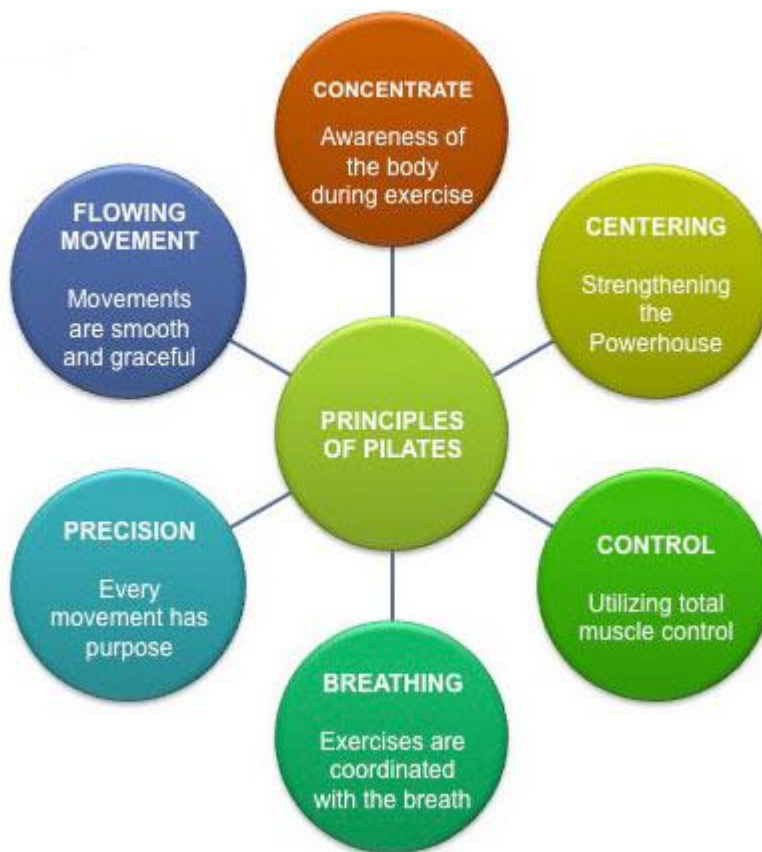 CONCENTRATE
Awareness of
the body
during exercise
CENTERING
Strengthening
the
Powerhouse
CONTROL
Utilizing total
muscle control
BREATHING
Exercises are
coordinated
with the breath
PRECISION
Every
movement has
purpose
FLOWING
MOVEMENT
Movements
are smooth
and graceful
PRINCIPLES
OF PILATES